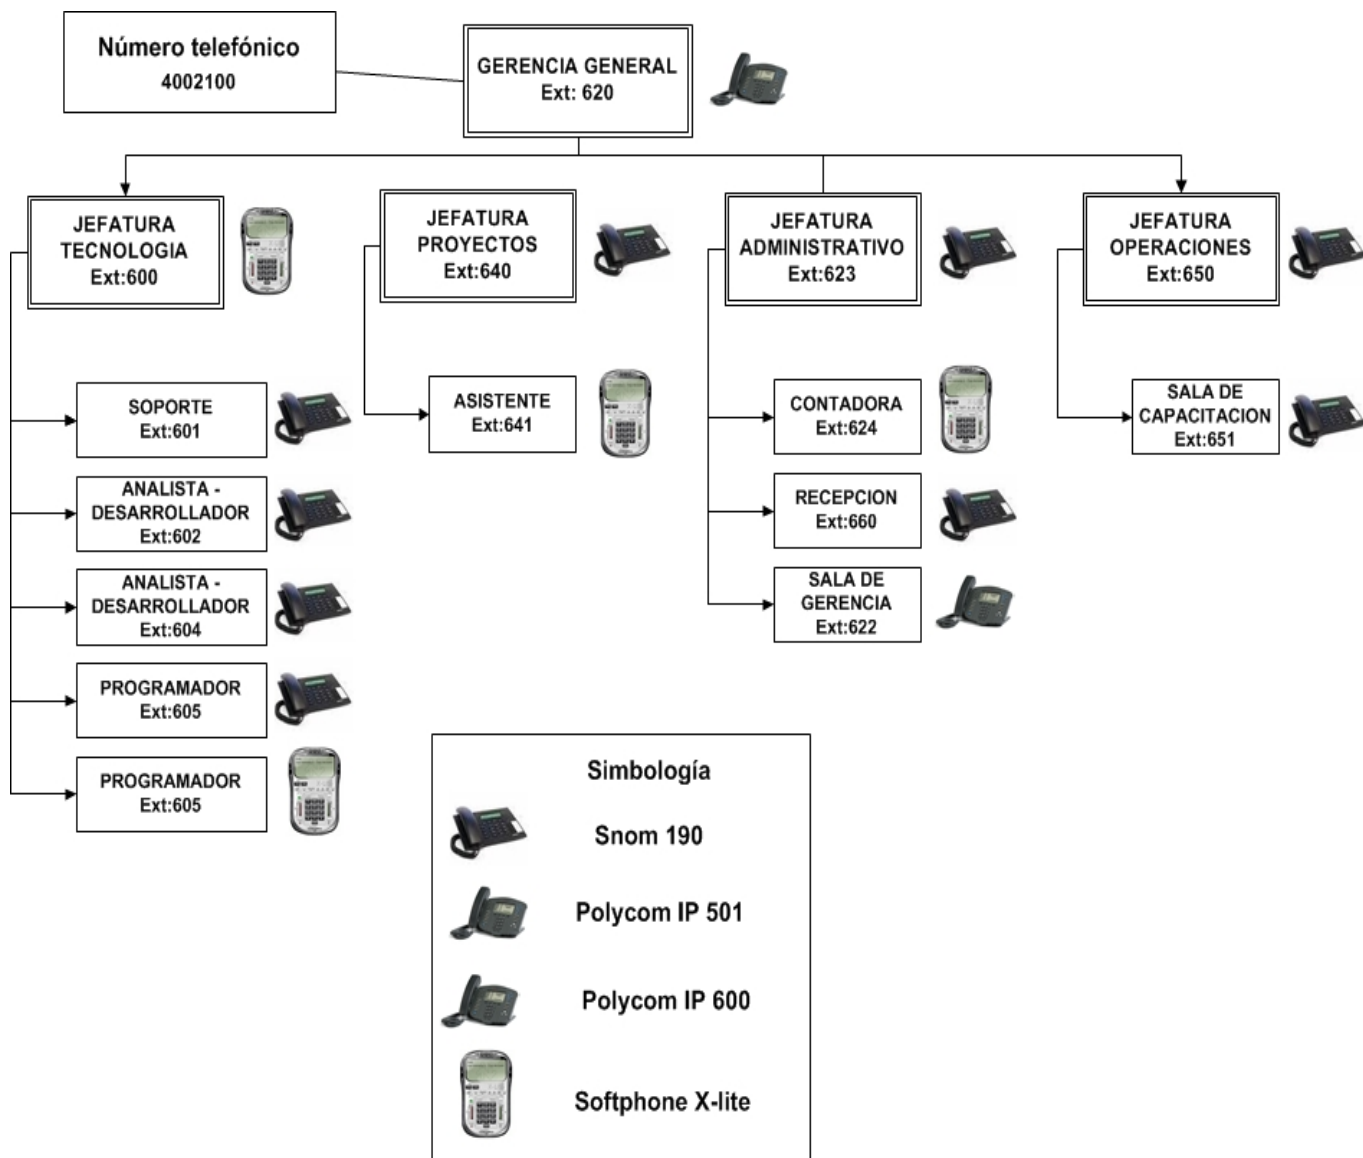 Número telefónico
4002100
GERENCIA GENERAL
Ext: 620
JEFATURA
TECNOLOGIA
Ext:600
JEFATURA
PROYECTOS
Ext:640
JEFATURA
ADMINISTRATIVO
Ext:623
JEFATURA
OPERACIONES
Ext:650
SOPORTE
Ext:601
ANALISTA -
DESARROLLADOR
Ext:602
ANALISTA -
DESARROLLADOR
Ext:604
PROGRAMADOR
Ext:605
PROGRAMADOR
Ext:605
ASISTENTE
Ext:641
CONTADORA
Ext:624
RECEPCION
Ext:660
SALA DE
GERENCIA
Ext:622
SALA DE
CAPACITACION
Ext:651
Simbología
Snom 190
Polycom IP 501
Polycom IP 600
Softphone X-lite